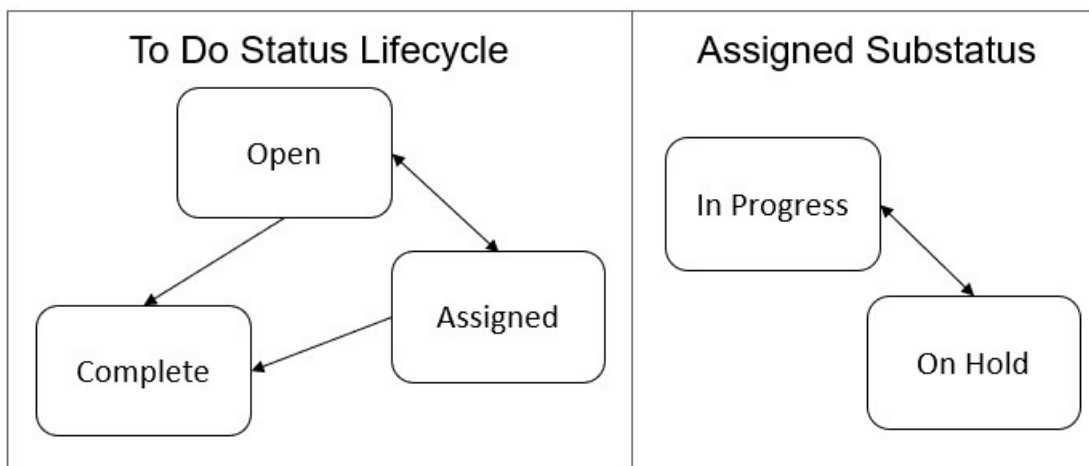 To Do Status Lifecycle
Open
Assigned
Complete
Assigned Substatus
In Progress
On Hold